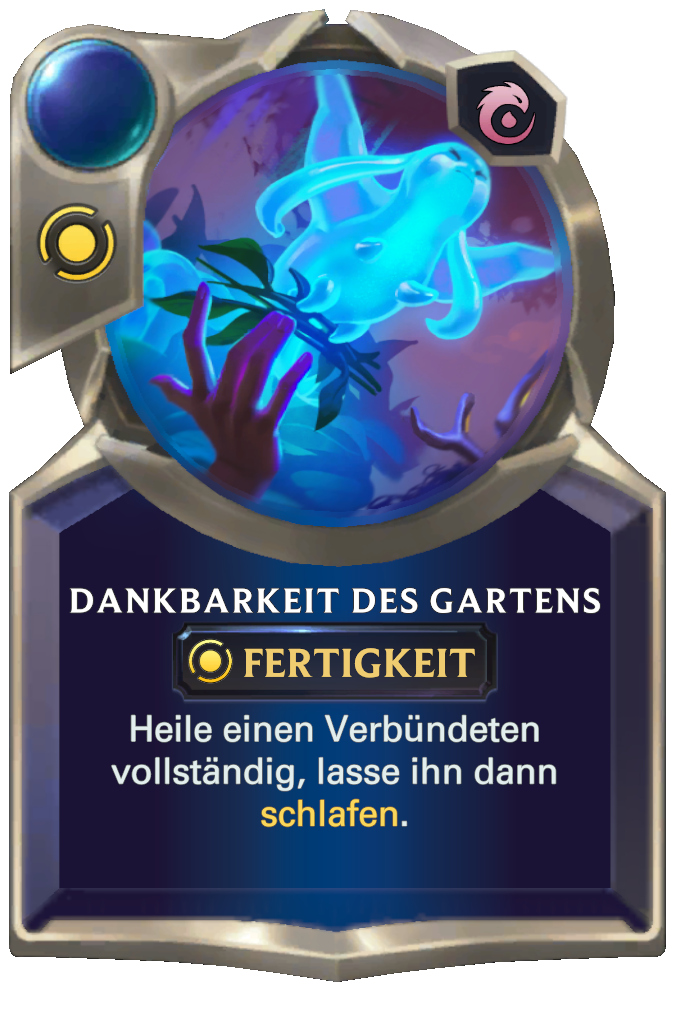 DANKBARKEIT DES GARTENS
FERTIGKEIT
Heile einen Verbündeten
vollständig, lasse ihn dann
schlafen.